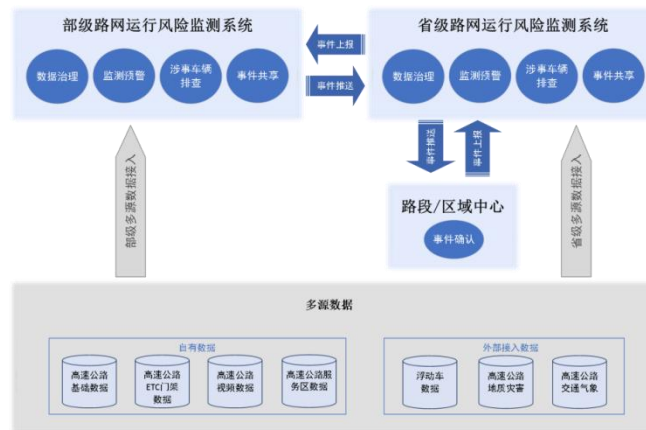 部级路网运行风险监测系统
数据治理
监测预警
涉事车辆
排查
事件共享
事件上报
事件推送
省级路网运行风险监测系统
数据治理
监测预警
涉事车辆
排查
事件共享
事件推送
事件上报
路段/区域中心
事件确认
部级多源数据接入
省级多源数据接入
多源数据
自有数据
高速公路
基础数据
高速公路
ETC门架
数据
高速公路
视频数据
高速公路服
务区数据
外部接入数据
浮动车
数据
高速公路
地质灾害
高速公路
交通气象